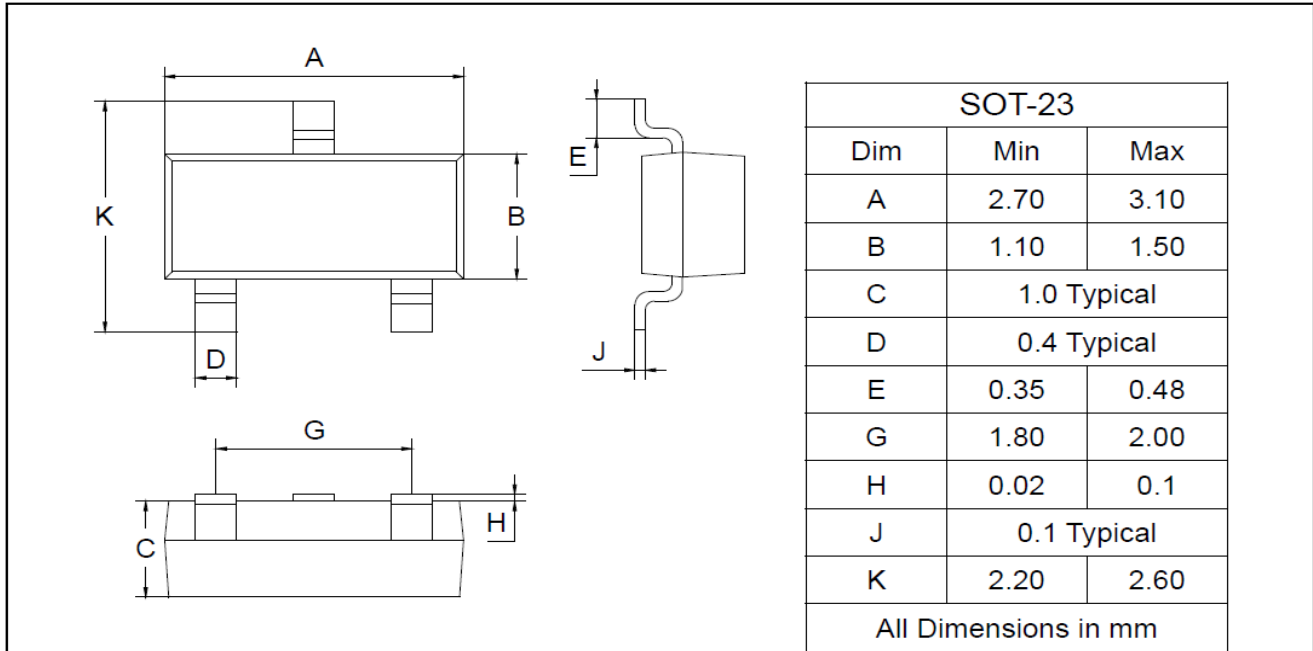 A
K
B
D
E
J
G
C
H
SOT-23
Dim Min Max
A 2.70 3.10
B 1.10 1.50
C 1.0 Typical
D 0.4 Typical
E 0.35 0.48
G 1.80 2.00
H 0.02 0.1
J 0.1 Typical
K 2.20 2.60
All Dimensions in mm